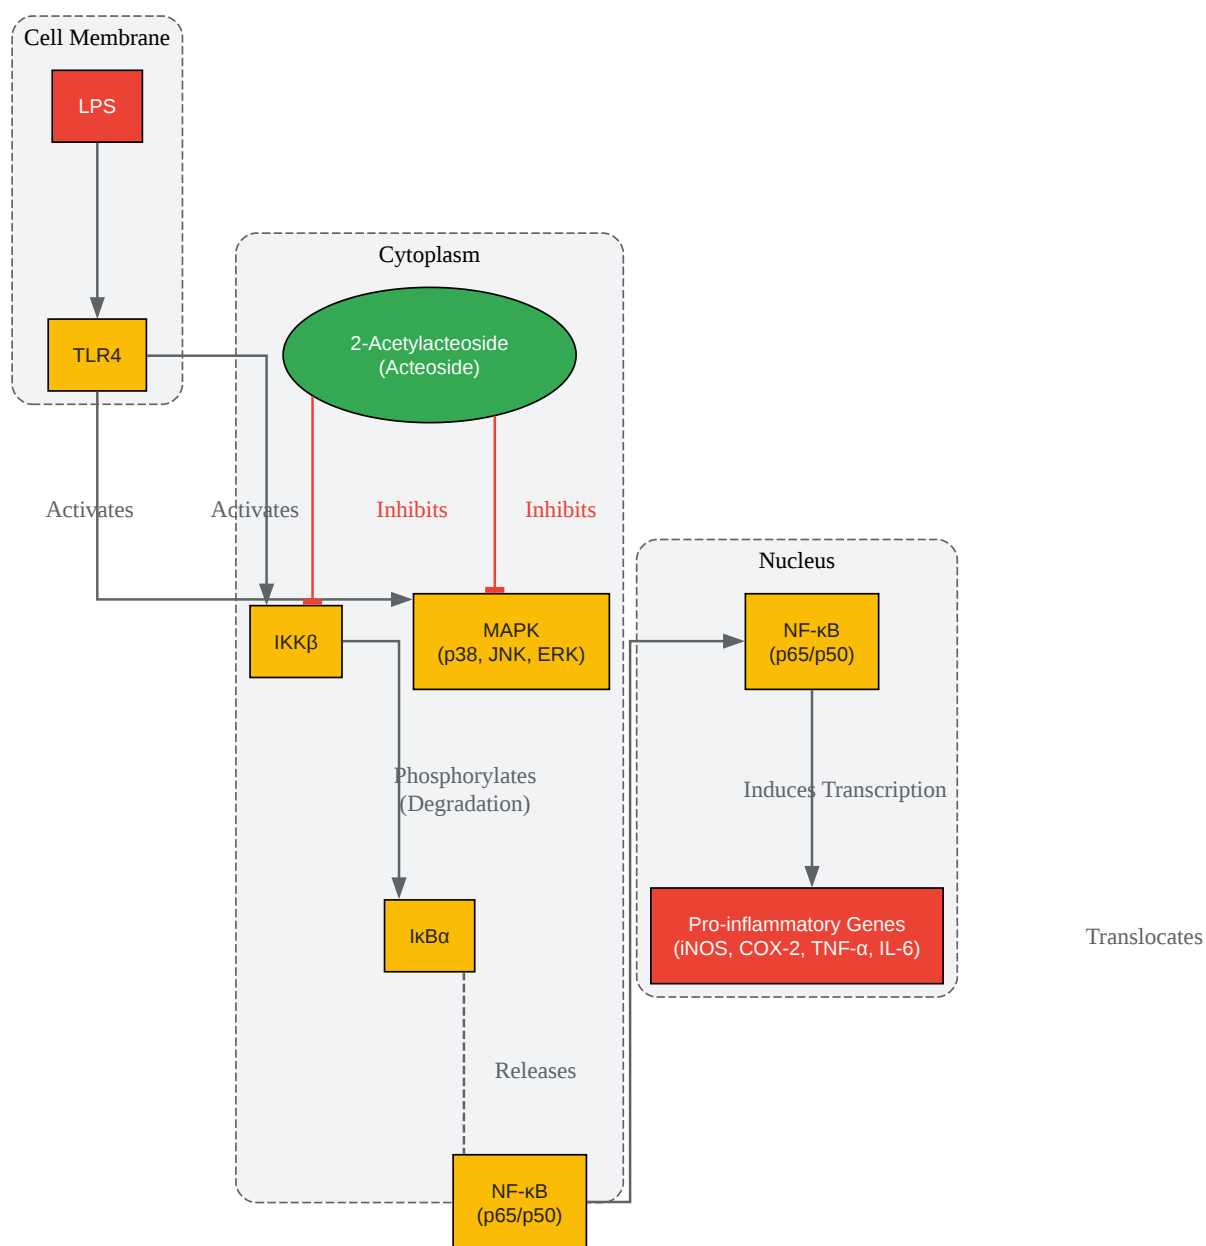 Cell Membrane
LPS
TLR4
Cytoplasm
2-Acetylacteoside
(Acteoside)
Activates
Activates
Inhibits
Inhibits
IKKβ
MAPK
(p38, JNK, ERK)
Phosphorylates
(Degradation)
IκBα
Releases
NF-κB
(p65/p50)
Nucleus
NF-κB
(p65/p50)
Induces Transcription
Pro-inflammatory Genes
(iNOS, COX-2, TNF-α, IL-6)
Translocates